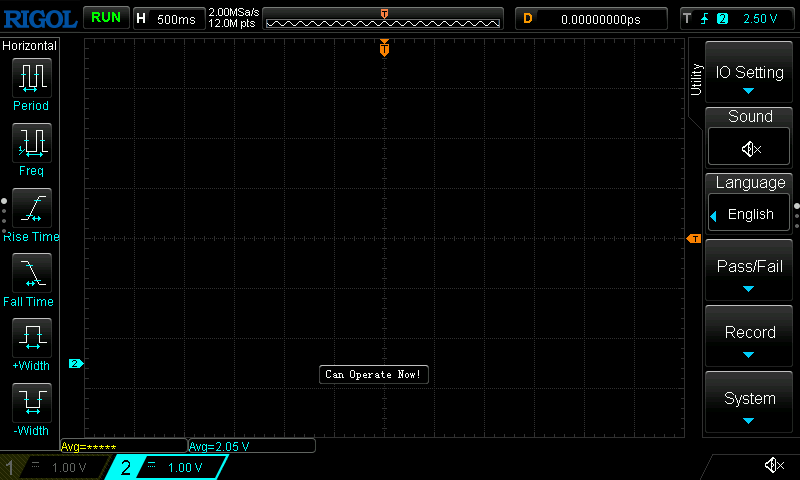 RIGOL RUN H 500ms 2.00MSa/s 12.0M pts T D 0.00000000ps T 2 2.50 V
Horizontal
Period
Freq
Rise Time
Fall Time
+Width
-Width
T
T
2
Can Operate Now!
Utility
IO Setting
Sound
Language
English
Pass/Fail
Record
System
Avg=***** Avg=2.05 V
1 1.00 V 2 1.00 V